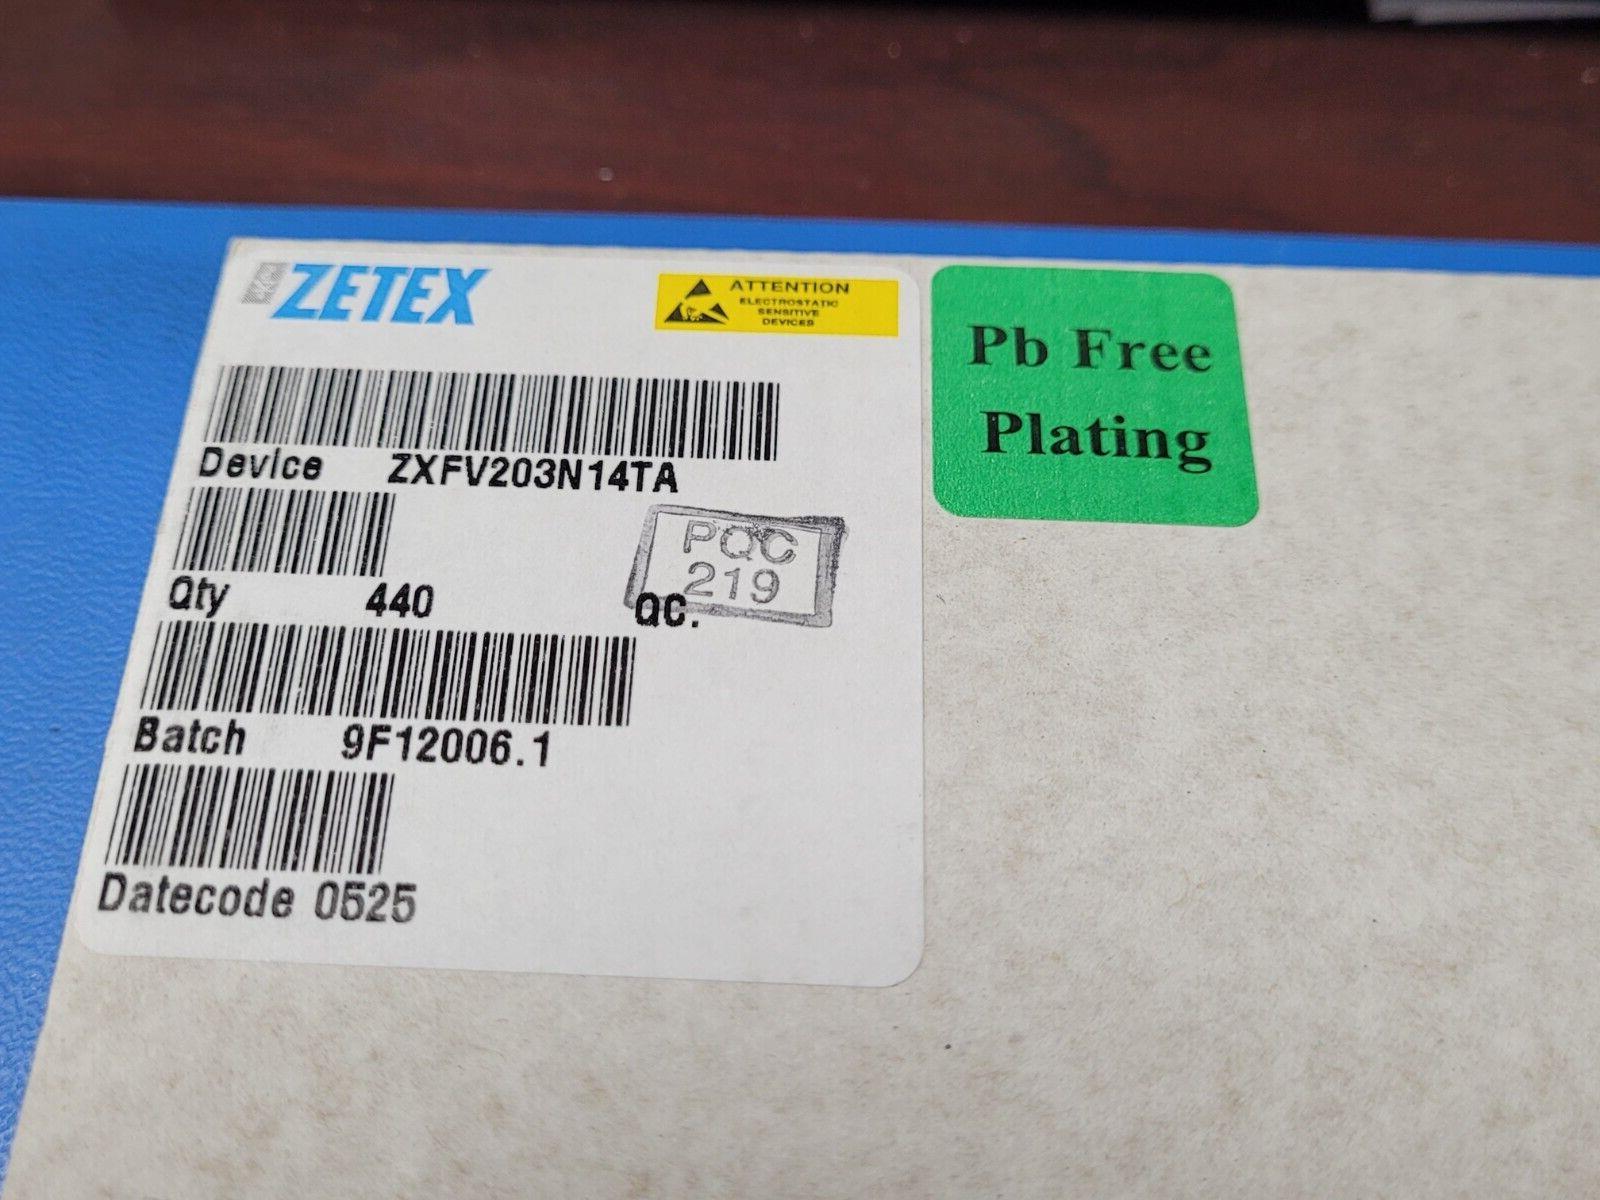 ZETEX
ATTENTION
ELECTROSTATIC
SENSITIVE
DEVICES
Pb Free
Plating
Device ZXFV203N14TA
PQC
219
Qty 440 QC.
Batch 9F12006.1
Datecode 0525